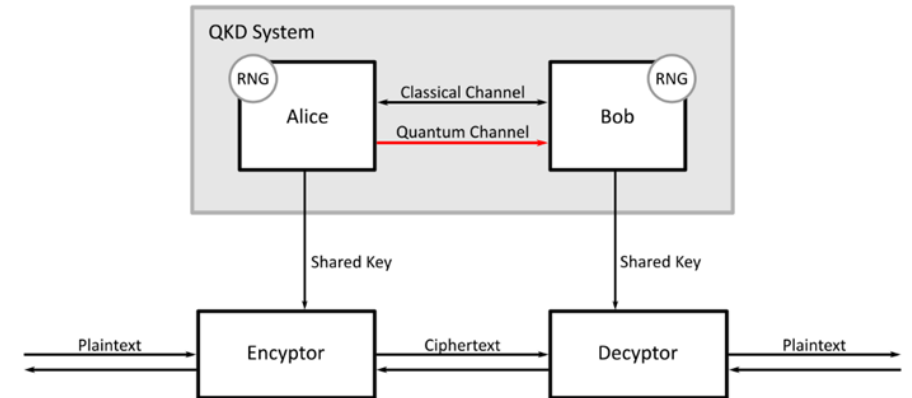 QKD System
RNG
RNG
Alice
Classical Channel
Bob
Quantum Channel
Shared Key
Shared Key
Plaintext
Encyptor
Ciphertext
Decyptor
Plaintext